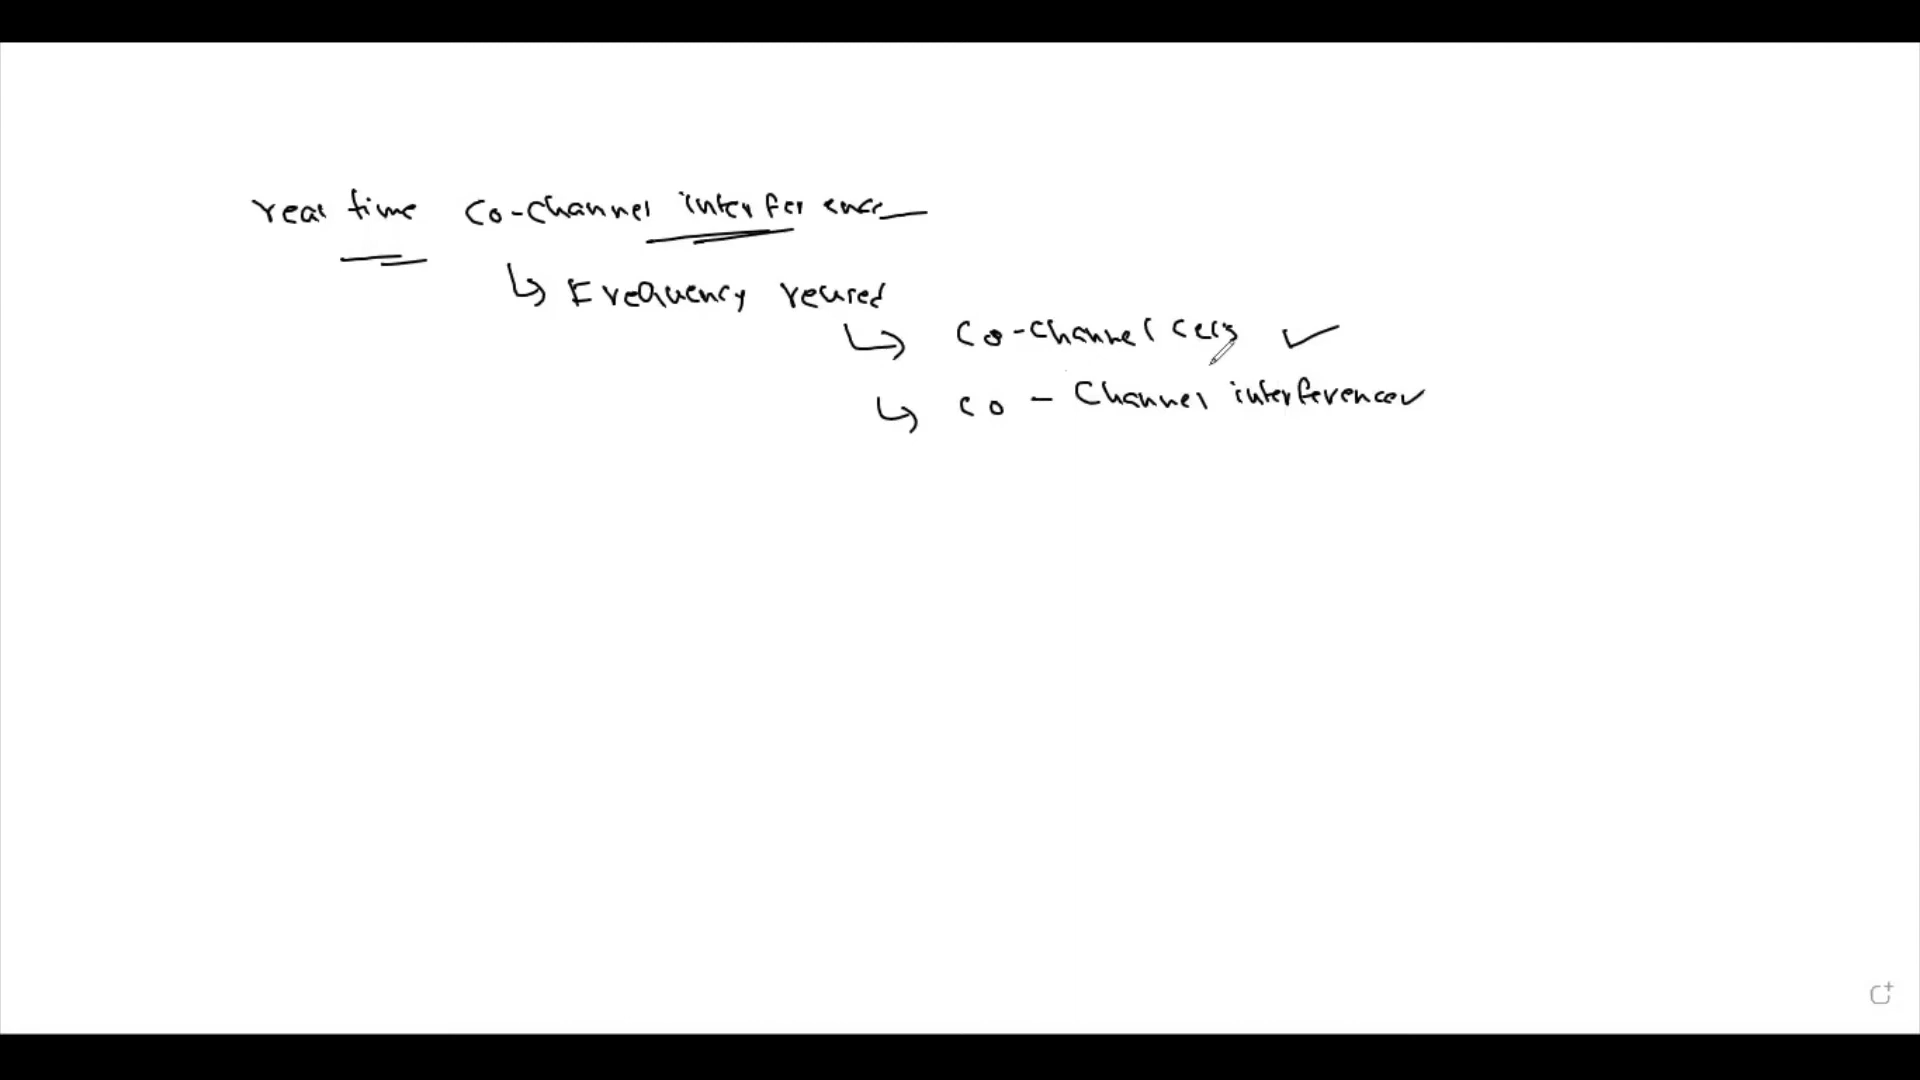 real time Co-Channel interference
↳ Frequency reused
↳ Co-Channel Cells ✓
↳ Co - Channel interference ✓